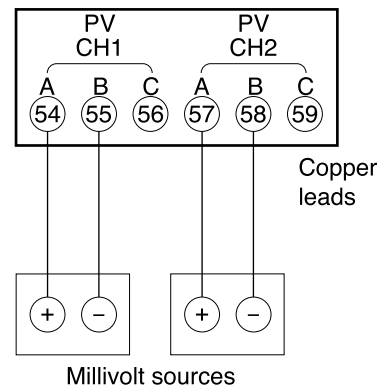 PV PV
CH1 CH2
A B C A B C
54 55 56 57 58 59
Copper
leads
+ − + −
Millivolt sources